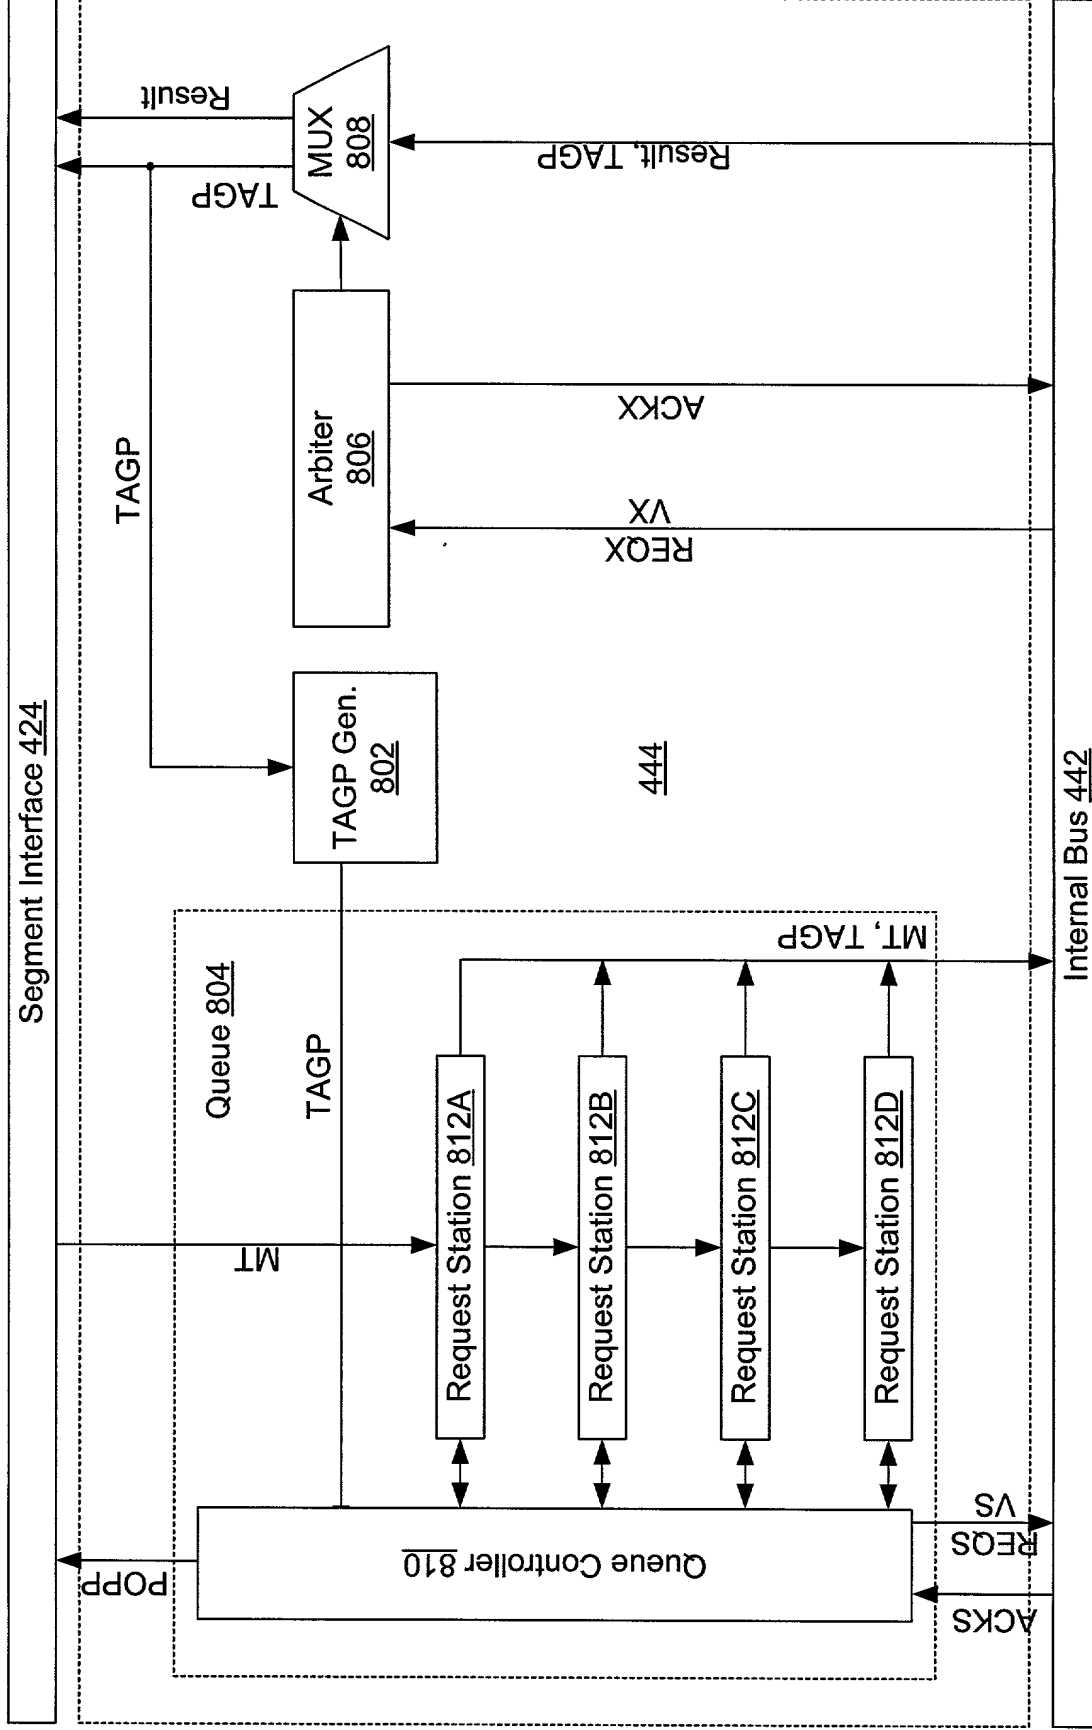 Segment Interface 424
Result
TAGP
MUX
808
Result, TAGP
TAGP
Arbiter
806
ACKX
VX
REQX
TAGP Gen.
802
444
Queue 804
TAGP
MT
MT, TAGP
Request Station 812A
Request Station 812B
Request Station 812C
Request Station 812D
Queue Controller 810
POPP
VS
REQS
ACKS
Internal Bus 442